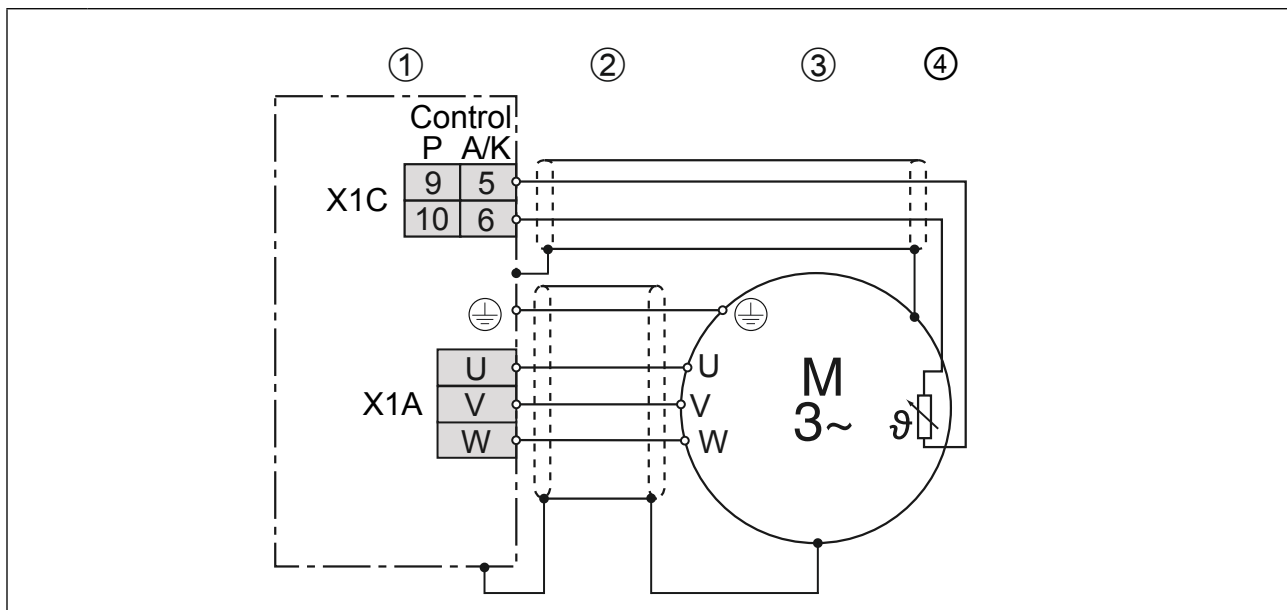 ① ② ③ ④
Control
P A/K
X1C
9 5
10 6
U
V
W
X1A
U
V
W
M
3~
ϑ